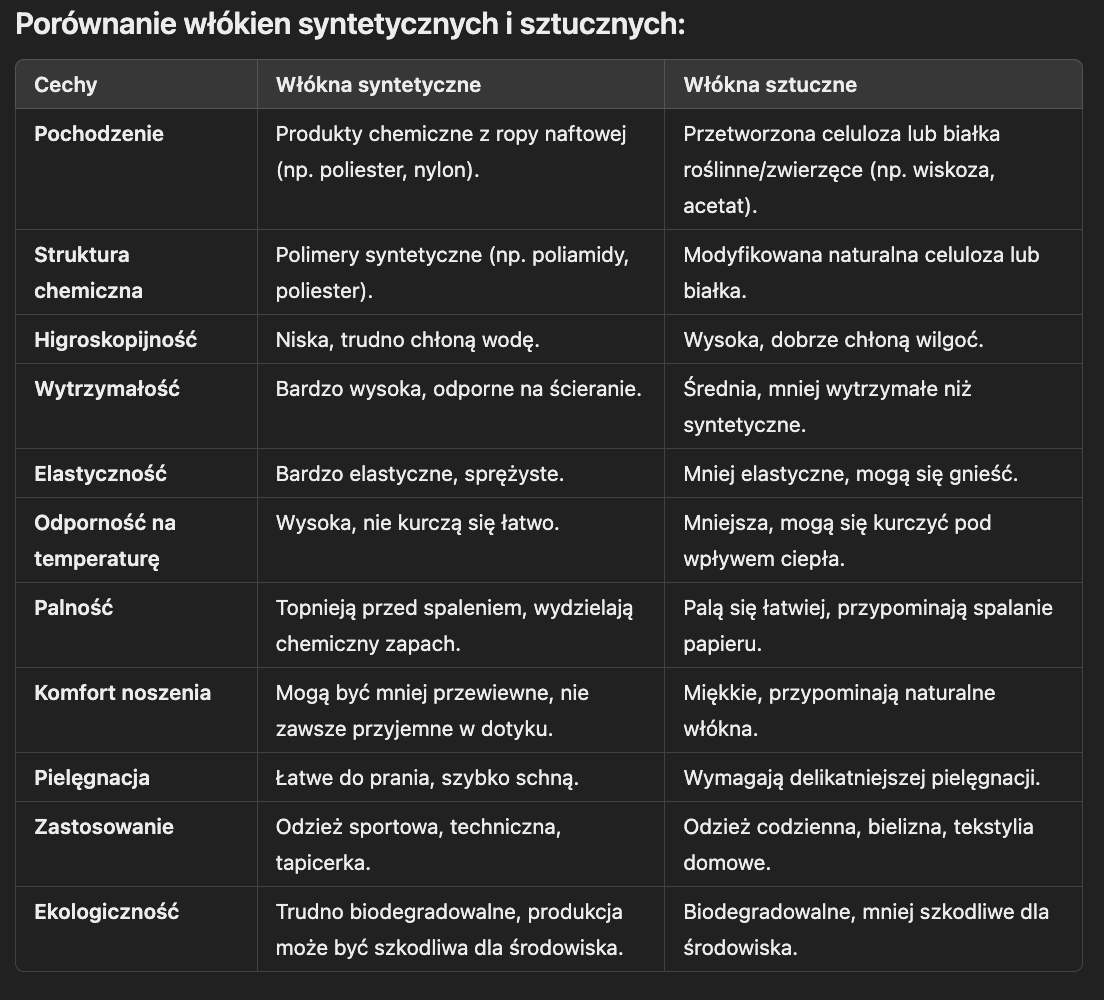 Porównanie włókien syntetycznych i sztucznych:
Cechy
Włókna syntetyczne
Włókna sztuczne
Pochodzenie
Produkty chemiczne z ropy naftowej
(np. poliester, nylon).
Przetworzona celuloza lub białka
roślinne/zwierzęce (np. wiskoza,
acetat).
Struktura
chemiczna
Polimery syntetyczne (np. poliamidy,
poliester).
Modyfikowana naturalna celuloza lub
białka.
Higroskopijność
Niska, trudno chłoną wodę.
Wysoka, dobrze chłoną wilgoć.
Wytrzymałość
Bardzo wysoka, odporne na ścieranie.
Średnia, mniej wytrzymałe niż
syntetyczne.
Elastyczność
Bardzo elastyczne, sprężyste.
Mniej elastyczne, mogą się gnieść.
Odporność na
temperaturę
Wysoka, nie kurczą się łatwo.
Mniejsza, mogą się kurczyć pod
wpływem ciepła.
Palność
Topnieją przed spaleniem, wydzielają
chemiczny zapach.
Palą się łatwiej, przypominają spalanie
papieru.
Komfort noszenia
Mogą być mniej przewiewne, nie
zawsze przyjemne w dotyku.
Miękkie, przypominają naturalne
włókna.
Pielęgnacja
Łatwe do prania, szybko schną.
Wymagają delikatniejszej pielęgnacji.
Zastosowanie
Odzież sportowa, techniczna,
tapicerka.
Odzież codzienna, bielizna, tekstylia
domowe.
Ekologiczność
Trudno biodegradowalne, produkcja
może być szkodliwa dla środowiska.
Biodegradowalne, mniej szkodliwe dla
środowiska.